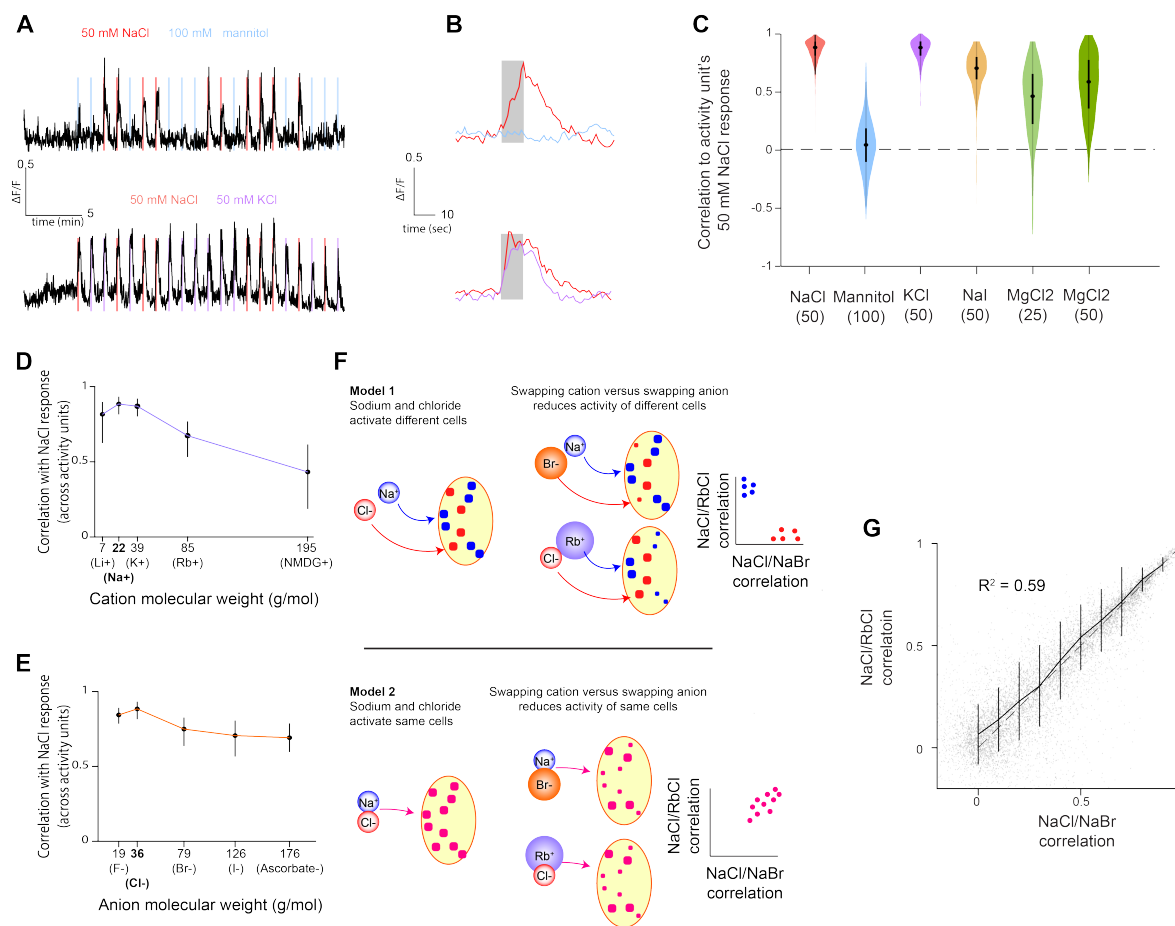 A
50 mM NaCl
100 mM mannitol
0.5
ΔF/F
5
time (min)
50 mM NaCl
50 mM KCl
B
0.5
ΔF/F
10
time (sec)
C
Correlation to activity unit's
50 mM NaCl response
1
0.5
0
-0.5
-1
NaCl
(50)
Mannitol
(100)
KCl
(50)
NaI
(50)
MgCl2
(25)
MgCl2
(50)
D
Correlation with NaCl response
(across activity units)
1
0.5
0
7
(Li+)
22
(Na+)
39
(K+)
85
(Rb+)
195
(NMDG+)
Cation molecular weight (g/mol)
E
Correlation with NaCl response
(across activity units)
1
0.5
0
19
(F-)
36
(Cl-)
79
(Br-)
126
(I-)
176
(Ascorbate-)
Anion molecular weight (g/mol)
F
Model 1
Sodium and chloride
activate different cells
Na+
Cl-
Swapping cation versus swapping anion
reduces activity of different cells
Na+
Br-
Rb+
Cl-
NaCl/RbCl
correlation
NaCl/NaBr
correlation
Model 2
Sodium and chloride
activate same cells
Na+
Cl-
Swapping cation versus swapping anion
reduces activity of same cells
Na+
Br-
Rb+
Cl-
NaCl/RbCl
correlation
NaCl/NaBr
correlation
G
R2 = 0.59
NaCl/RbCl
correlatoin
1
0.5
0
0
0.5
NaCl/NaBr
correlation